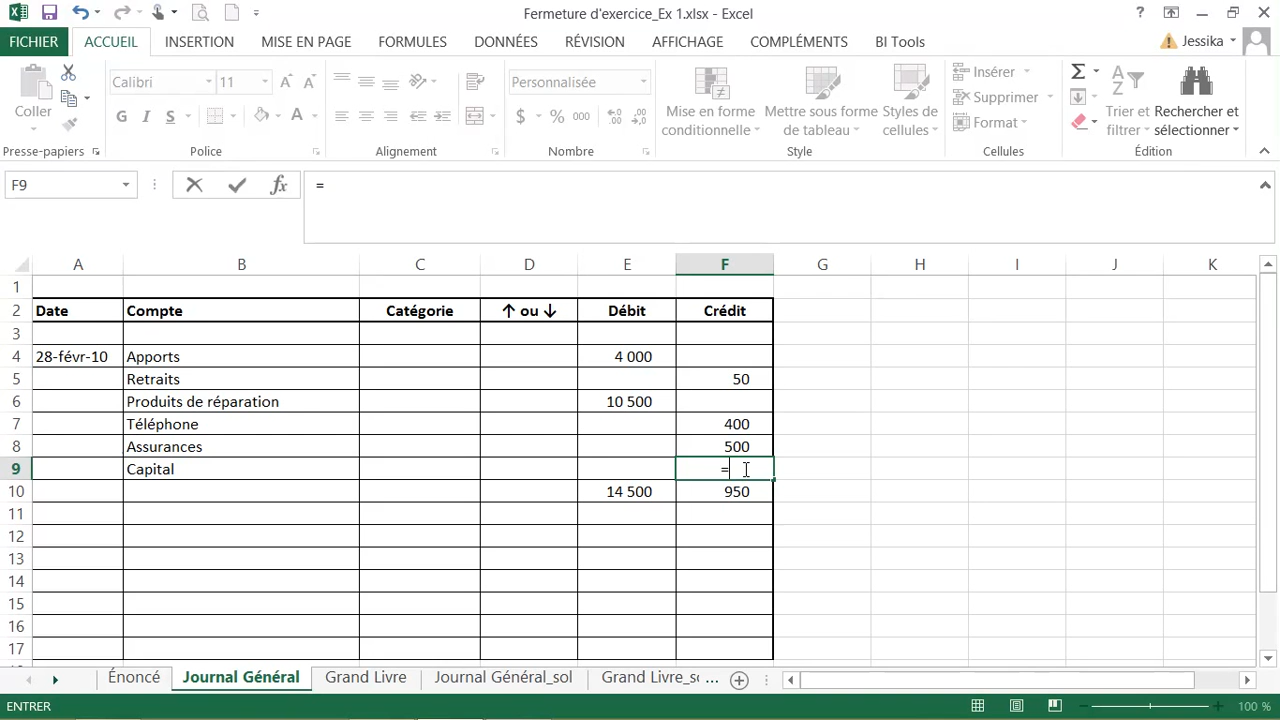 Fermeture d'exercice_Ex 1.xlsx - Excel
?
FICHIER ACCUEIL INSERTION MISE EN PAGE FORMULES DONNÉES RÉVISION AFFICHAGE COMPLÉMENTS BI Tools Jessika
Coller
Presse-papiers
Calibri 11
G I S A
Police
Alignement
Personnalisée
$ % 000
Nombre
Mise en forme conditionnelle
Mettre sous forme de tableau
Styles de cellules
Style
Insérer
Supprimer
Format
Cellules
Σ
Trier et filtrer
Rechercher et sélectionner
Édition
F9 fx =
A B C D E F G H I J K
1
2 Date Compte Catégorie ↑ ou ↓ Débit Crédit
3
4 28-févr-10 Apports 4 000
5 Retraits 50
6 Produits de réparation 10 500
7 Téléphone 400
8 Assurances 500
9 Capital =
10 14 500 950
11
12
13
14
15
16
17
Énoncé Journal Général Grand Livre Journal Général_sol Grand Livre_sc ...
ENTRER 100 %